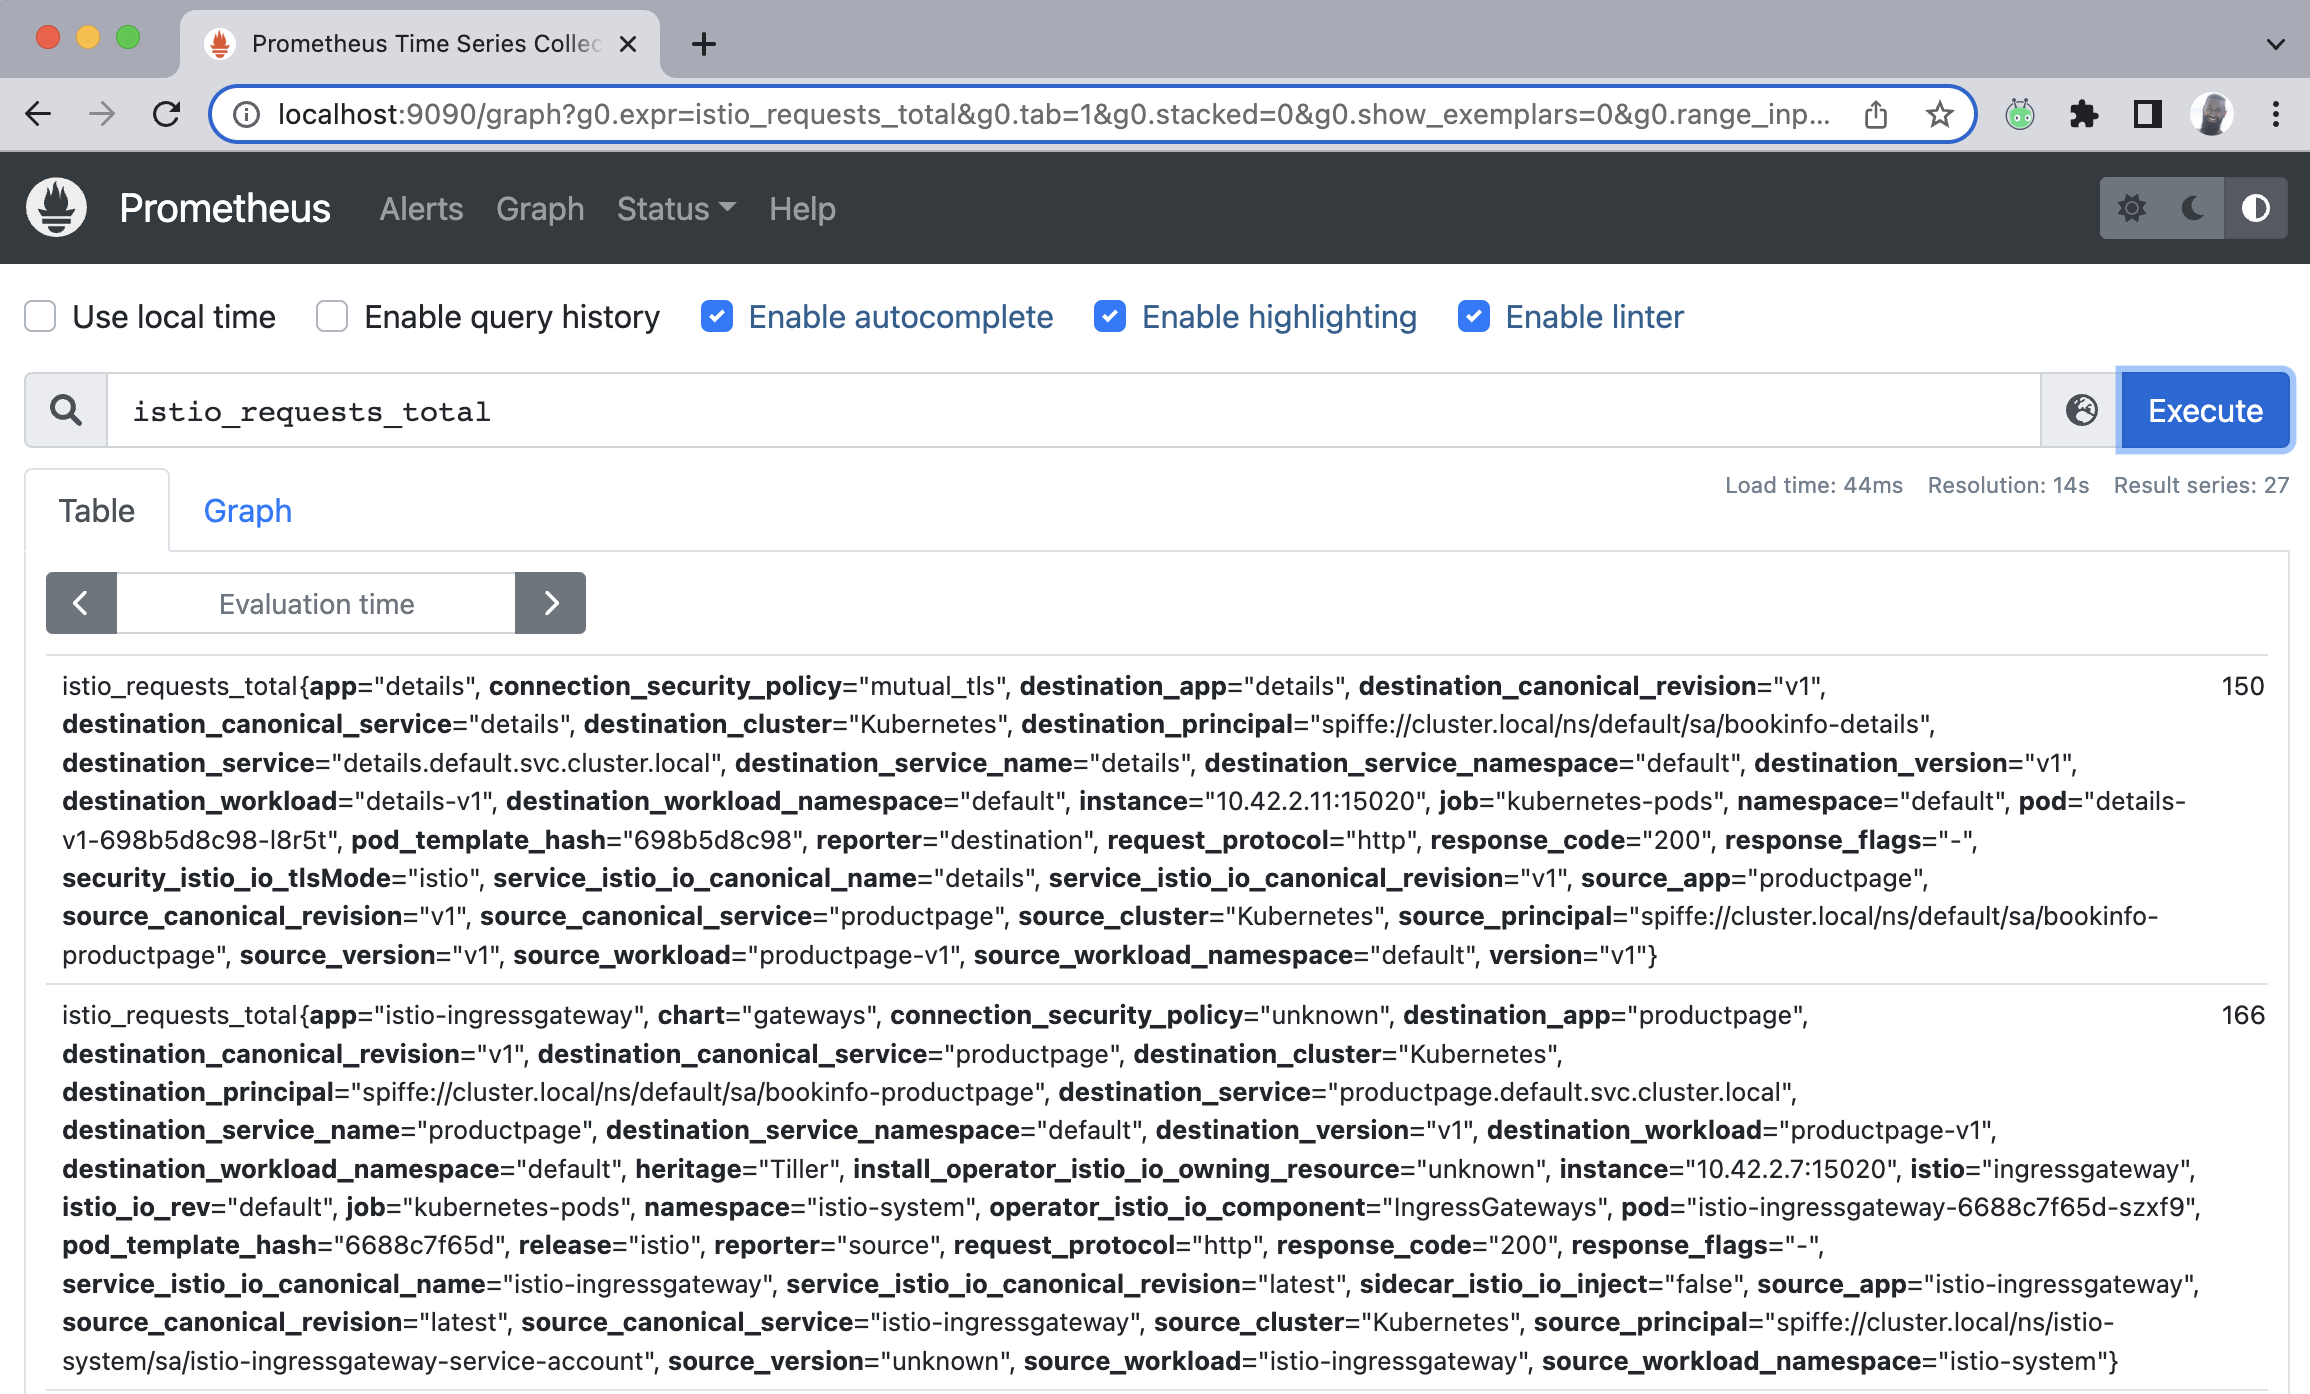 Prometheus Time Series Collec
localhost:9090/graph?g0.expr=istio_requests_total&g0.tab=1&g0.stacked=0&g0.show_exemplars=0&g0.range_inp...
Prometheus Alerts Graph Status Help
Use local time Enable query history Enable autocomplete Enable highlighting Enable linter
istio_requests_total Execute
Load time: 44ms Resolution: 14s Result series: 27
Table Graph
Evaluation time
istio_requests_total{app="details", connection_security_policy="mutual_tls", destination_app="details", destination_canonical_revision="v1", 150
destination_canonical_service="details", destination_cluster="Kubernetes", destination_principal="spiffe://cluster.local/ns/default/sa/bookinfo-details",
destination_service="details.default.svc.cluster.local", destination_service_name="details", destination_service_namespace="default", destination_version="v1",
destination_workload="details-v1", destination_workload_namespace="default", instance="10.42.2.11:15020", job="kubernetes-pods", namespace="default", pod="details-
v1-698b5d8c98-l8r5t", pod_template_hash="698b5d8c98", reporter="destination", request_protocol="http", response_code="200", response_flags="-",
security_istio_io_tlsMode="istio", service_istio_io_canonical_name="details", service_istio_io_canonical_revision="v1", source_app="productpage",
source_canonical_revision="v1", source_canonical_service="productpage", source_cluster="Kubernetes", source_principal="spiffe://cluster.local/ns/default/sa/bookinfo-
productpage", source_version="v1", source_workload="productpage-v1", source_workload_namespace="default", version="v1"}
istio_requests_total{app="istio-ingressgateway", chart="gateways", connection_security_policy="unknown", destination_app="productpage", 166
destination_canonical_revision="v1", destination_canonical_service="productpage", destination_cluster="Kubernetes",
destination_principal="spiffe://cluster.local/ns/default/sa/bookinfo-productpage", destination_service="productpage.default.svc.cluster.local",
destination_service_name="productpage", destination_service_namespace="default", destination_version="v1", destination_workload="productpage-v1",
destination_workload_namespace="default", heritage="Tiller", install_operator_istio_io_owning_resource="unknown", instance="10.42.2.7:15020", istio="ingressgateway",
istio_io_rev="default", job="kubernetes-pods", namespace="istio-system", operator_istio_io_component="IngressGateways", pod="istio-ingressgateway-6688c7f65d-szxf9",
pod_template_hash="6688c7f65d", release="istio", reporter="source", request_protocol="http", response_code="200", response_flags="-",
service_istio_io_canonical_name="istio-ingressgateway", service_istio_io_canonical_revision="latest", sidecar_istio_io_inject="false", source_app="istio-ingressgateway",
source_canonical_revision="latest", source_canonical_service="istio-ingressgateway", source_cluster="Kubernetes", source_principal="spiffe://cluster.local/ns/istio-
system/sa/istio-ingressgateway-service-account", source_version="unknown", source_workload="istio-ingressgateway", source_workload_namespace="istio-system"}